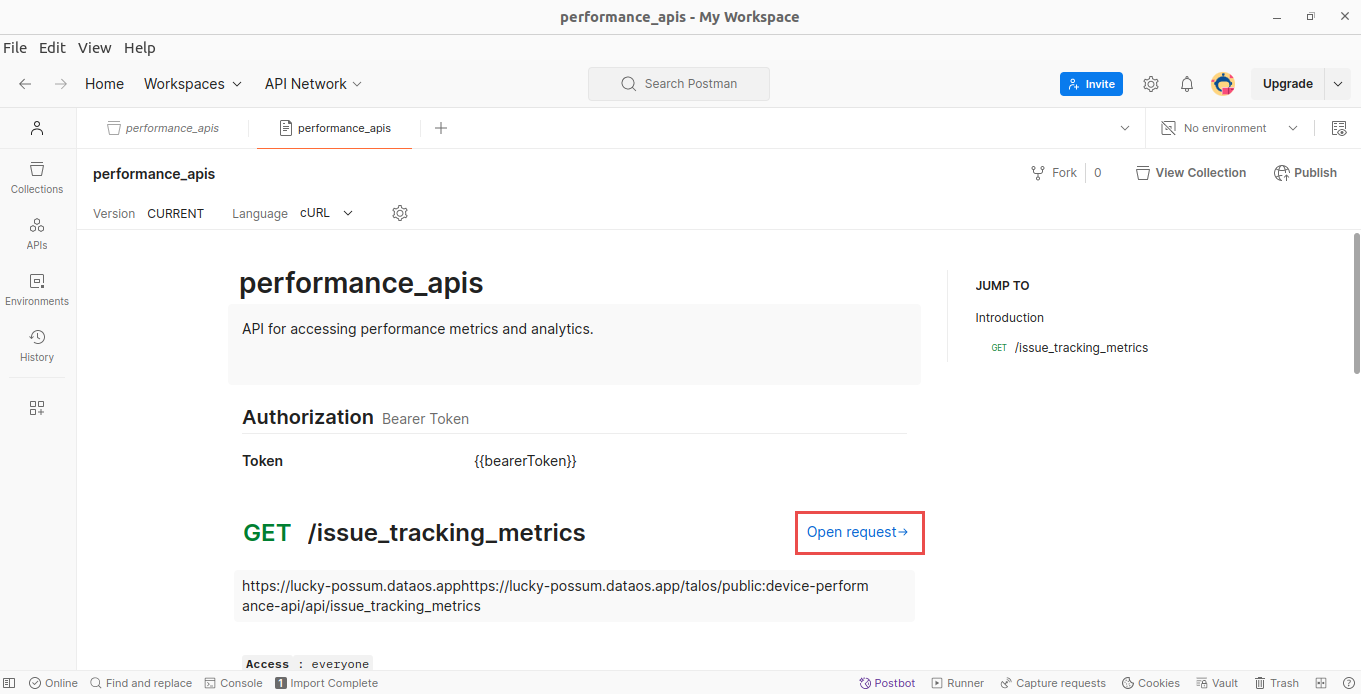 performance_apis - My Workspace
File Edit View Help
Home Workspaces API Network Search Postman Invite Upgrade
performance_apis performance_apis No environment
performance_apis Fork 0 View Collection Publish
Version CURRENT Language cURL
Collections
APIs
Environments
History
performance_apis
API for accessing performance metrics and analytics.
Authorization Bearer Token
Token {{bearerToken}}
GET /issue_tracking_metrics Open request→
https://lucky-possum.dataos.apphttps://lucky-possum.dataos.app/talos/public:device-perform
ance-api/api/issue_tracking_metrics
Access : everyone
JUMP TO
Introduction
GET /issue_tracking_metrics
Online Find and replace Console 1 Import Complete Postbot Runner Capture requests Cookies Vault Trash